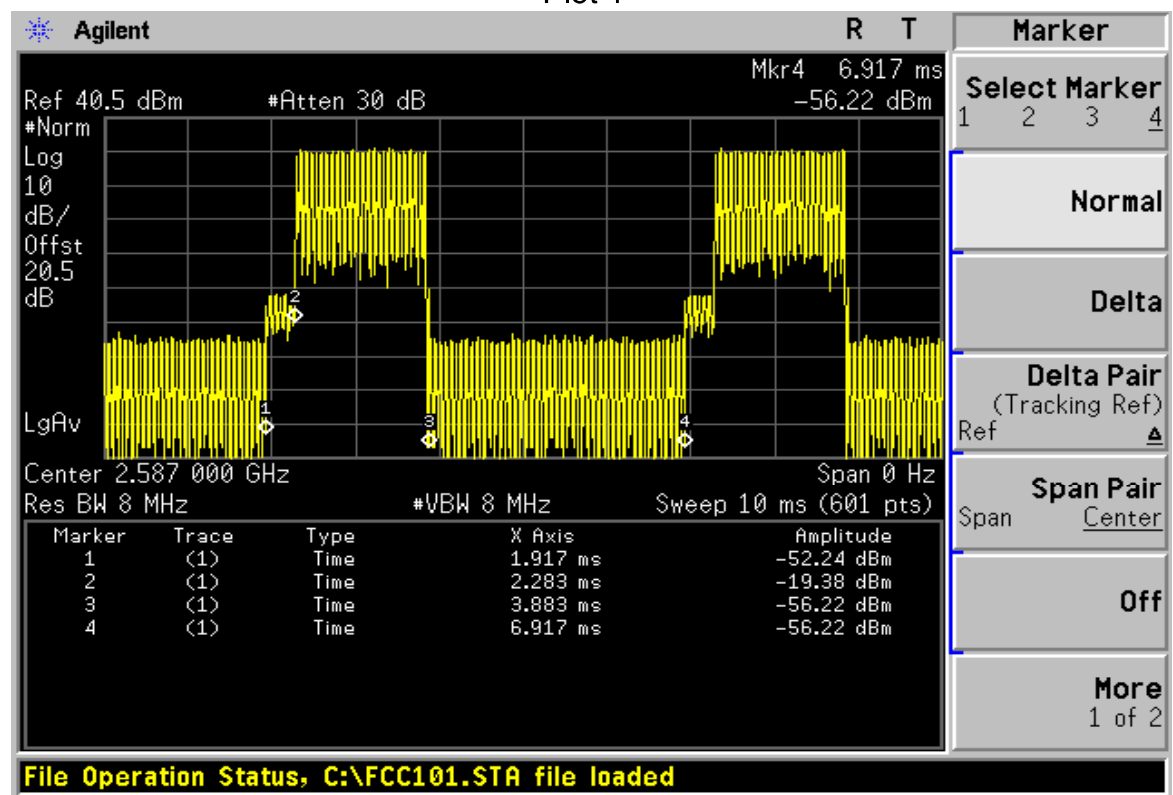 Agilent R T
Mkr4 6.917 ms
Ref 40.5 dBm #Atten 30 dB -56.22 dBm
#Norm
Log
10
dB/
Offst
20.5
dB
LgAv
2
1
3
4
Center 2.587 000 GHz Span 0 Hz
Res BW 8 MHz #VBW 8 MHz Sweep 10 ms (601 pts)
Marker Trace Type X Axis Amplitude
1 (1) Time 1.917 ms -52.24 dBm
2 (1) Time 2.283 ms -19.38 dBm
3 (1) Time 3.883 ms -56.22 dBm
4 (1) Time 6.917 ms -56.22 dBm
File Operation Status, C:\FCC101.STA file loaded
Marker
Select Marker
1 2 3 4
Normal
Delta
Delta Pair
(Tracking Ref)
Ref Δ
Span Pair
Span Center
Off
More
1 of 2